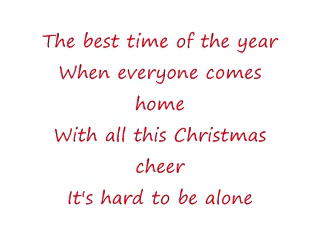 The best time of the year
When everyone comes
home
With all this Christmas
cheer
It's hard to be alone